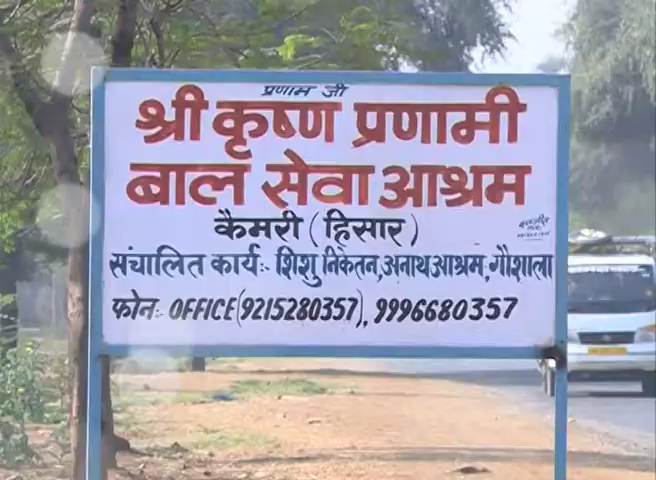 प्रणाम जी
श्री कृष्ण प्रणामी
बाल सेवा आश्रम
कैमरी (हिसार)
संचालित कार्य:- शिशु निकेतन, अनाथ आश्रम, गौशाला
फोन:- OFFICE(9215280357), 9996680357